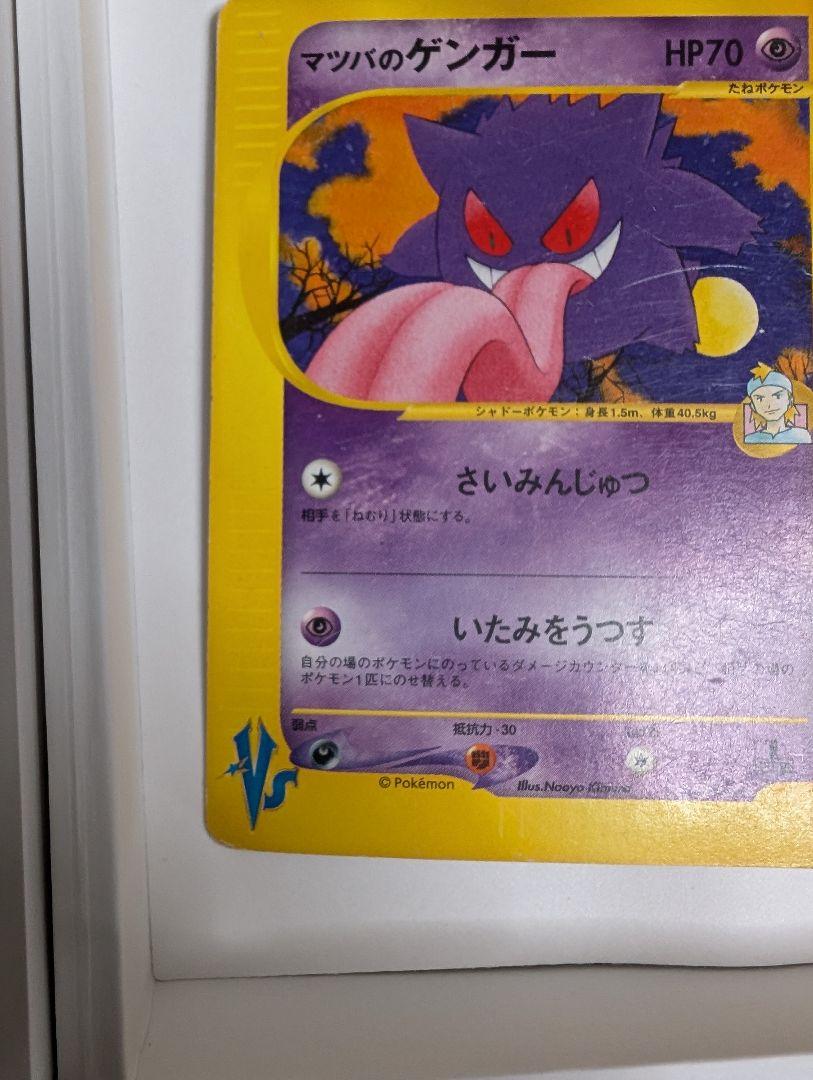 マツバのゲンガー HP70
たねポケモン
シャドーポケモン：身長1.5m、体重40.5kg
さいみんじゅつ
相手を「ねむり」状態にする。
いたみをうつす
自分の場のポケモンにのっているダメージカウンター
ポケモン1匹にのせ替える。
弱点 抵抗力 -30
VS
© Pokémon Illus.Naoyo Kimura